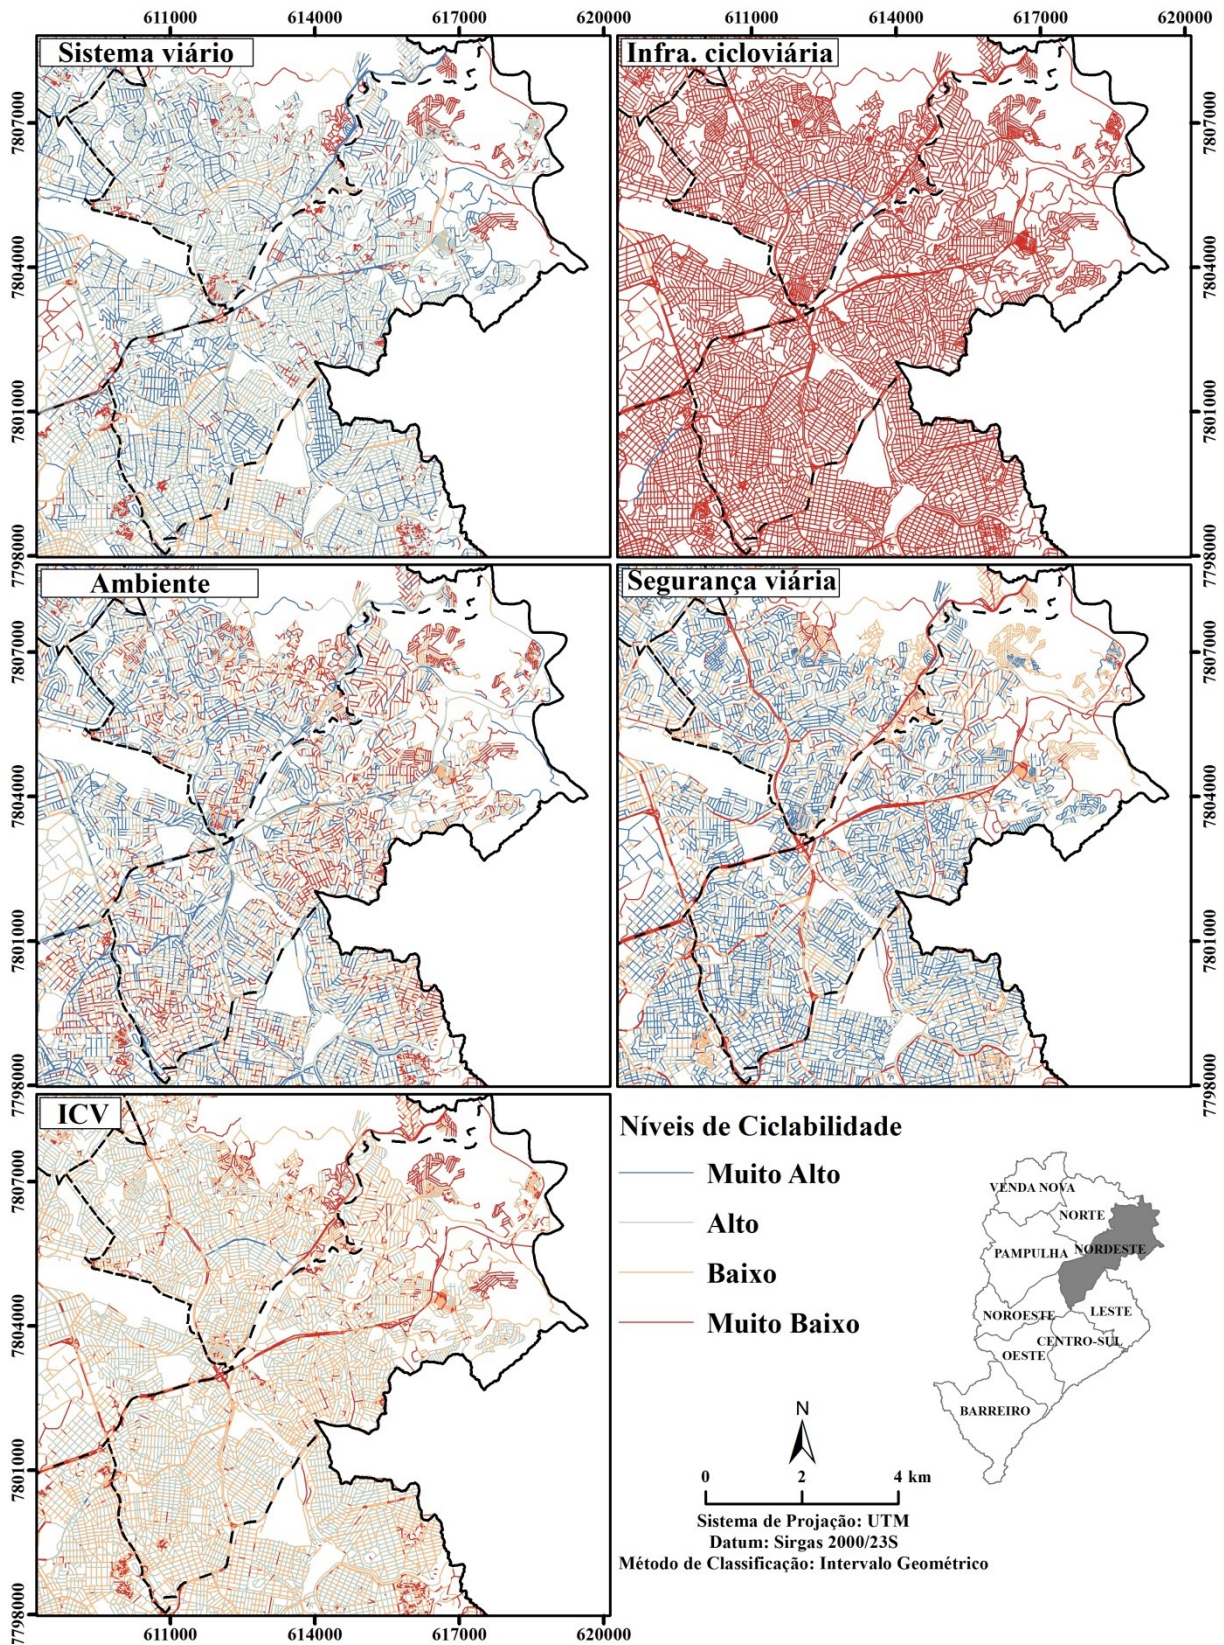 611000 614000 617000 620000 611000 614000 617000 620000
Sistema viário
Infra. cicloviária
7807000
7804000
7801000
7798000
7807000
7804000
7801000
7798000
Ambiente
Segurança viária
7807000
7804000
7801000
7798000
7807000
7804000
7801000
7798000
ICV
7807000
7804000
7801000
7798000
611000 614000 617000 620000
Níveis de Ciclabilidade
Muito Alto
Alto
Baixo
Muito Baixo
VENDA NOVA
NORTE
PAMPULHA
NORDESTE
NOROESTE
LESTE
CENTRO-SUL
OESTE
BARREIRO
N
0 2 4 km
Sistema de Projação: UTM
Datum: Sirgas 2000/23S
Método de Classificação: Intervalo Geométrico